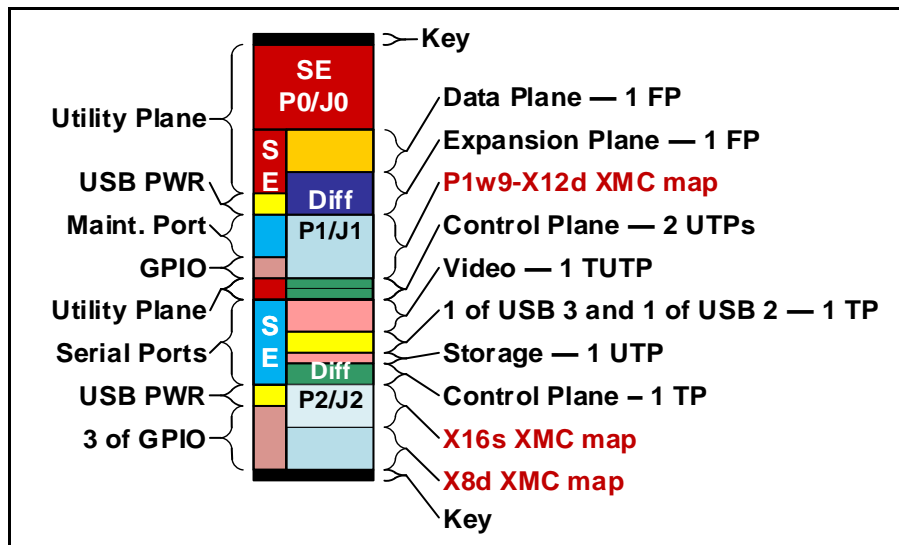 Key
SE
P0/J0
Utility Plane
Data Plane — 1 FP
Expansion Plane — 1 FP
S
E
USB PWR
Diff
P1w9-X12d XMC map
Maint. Port
P1/J1
Control Plane — 2 UTPs
GPIO
Video — 1 TUTP
Utility Plane
1 of USB 3 and 1 of USB 2 — 1 TP
S
E
Serial Ports
Storage — 1 UTP
Diff
Control Plane – 1 TP
USB PWR
P2/J2
3 of GPIO
X16s XMC map
X8d XMC map
Key